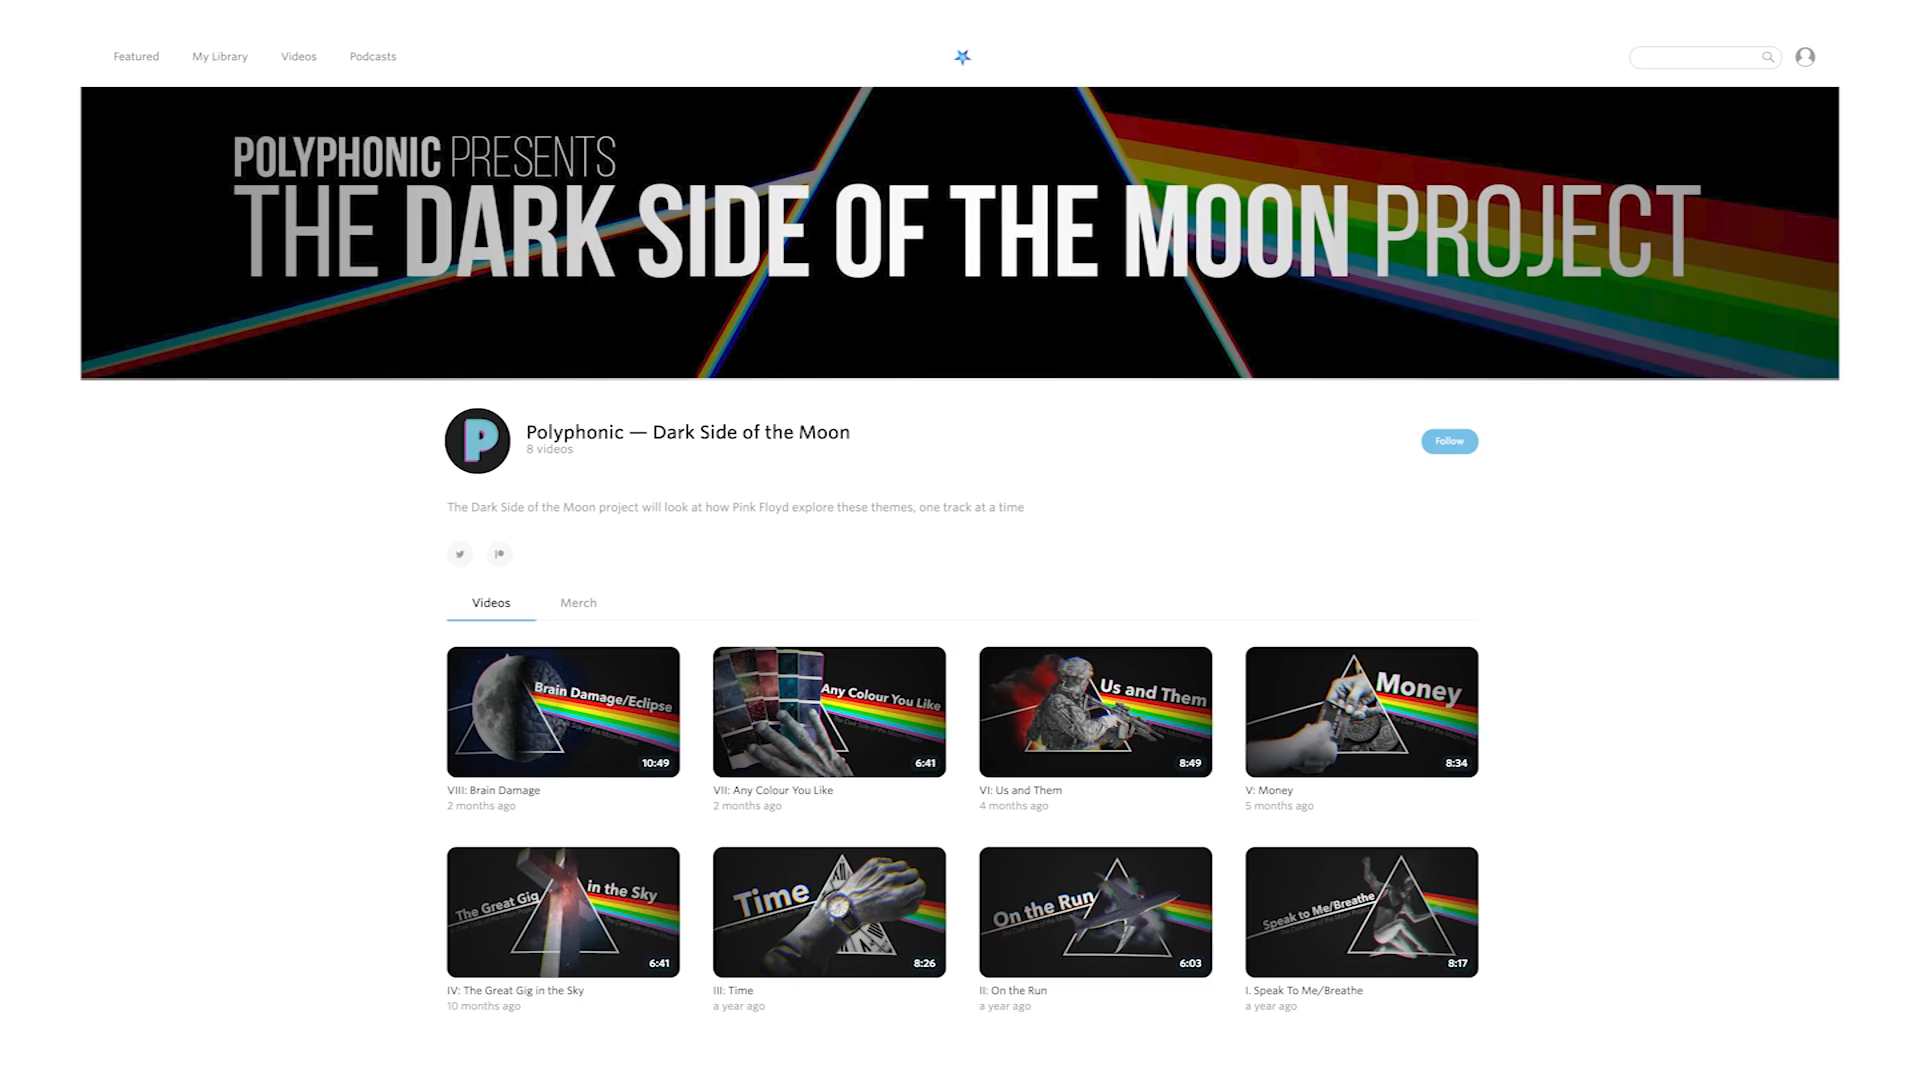 Featured
My Library
Videos
Podcasts
POLYPHONIC PRESENTS
THE DARK SIDE OF THE MOON PROJECT
Polyphonic — Dark Side of the Moon
8 videos
Follow
The Dark Side of the Moon project will look at how Pink Floyd explore these themes, one track at a time
Videos
Merch
Brain Damage/Eclipse
10:49
VIII: Brain Damage
2 months ago
Any Colour You Like
6:41
VII: Any Colour You Like
2 months ago
Us and Them
8:49
VI: Us and Them
4 months ago
Money
8:34
V: Money
5 months ago
The Great Gig in the Sky
6:41
IV: The Great Gig in the Sky
10 months ago
Time
8:26
III: Time
a year ago
On the Run
6:03
II: On the Run
a year ago
Speak to Me/Breathe
8:17
I. Speak To Me/Breathe
a year ago